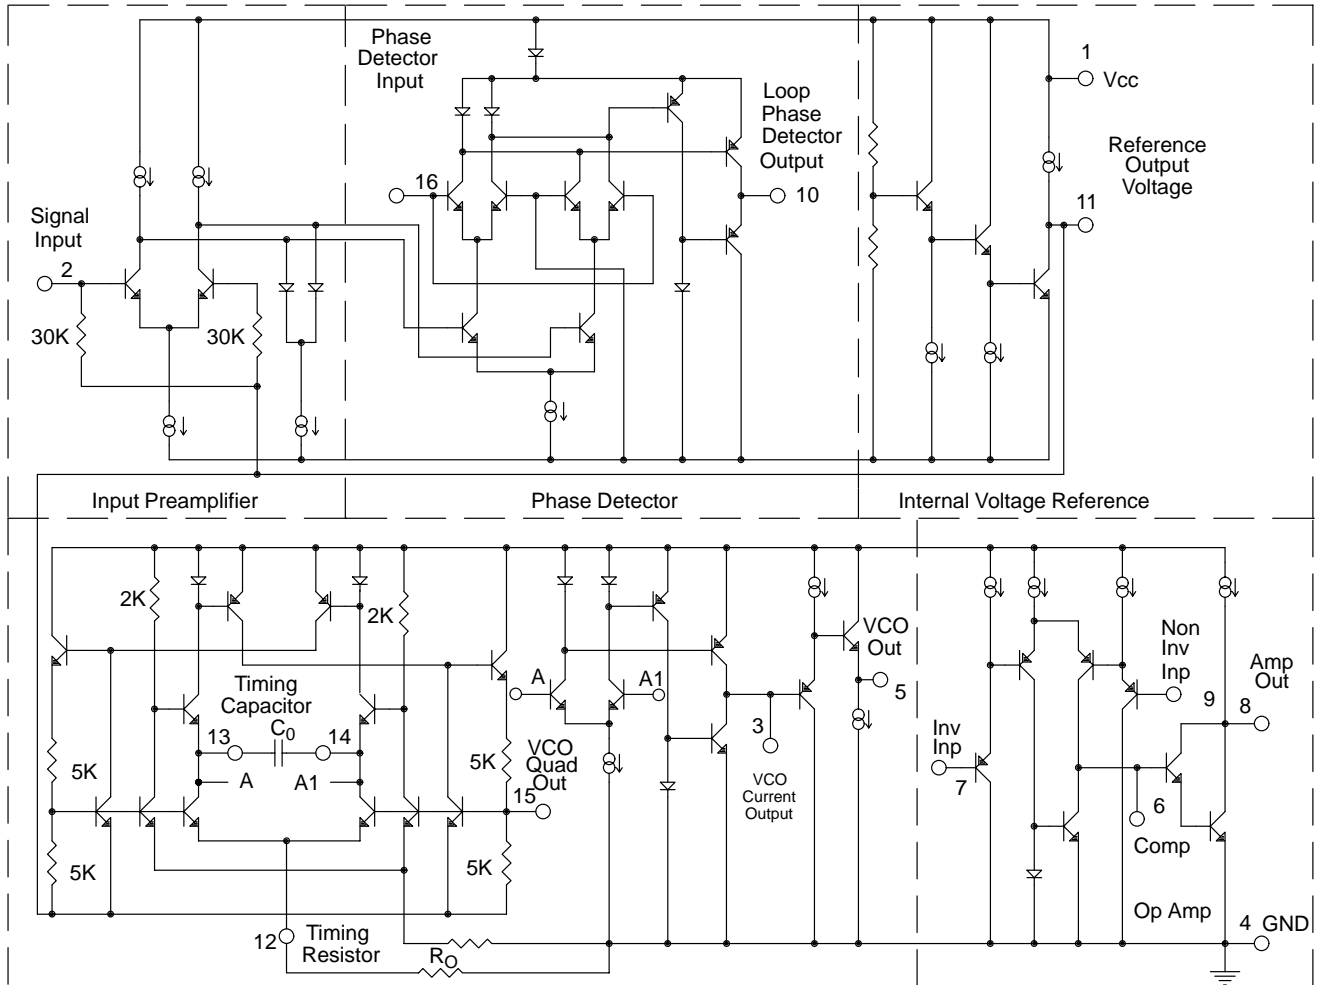 Phase
Detector
Input
1
Vcc
Loop
Phase
Detector
Output
Reference
Output
Voltage
16
10
11
Signal
Input
2
30K
30K
Input Preamplifier
Phase Detector
Internal Voltage Reference
2K
2K
VCO
Out
Non
Inv
Inp
Amp
Out
Timing
Capacitor
C0
A
A1
5
9
8
13
14
3
Inv
Inp
VCO
Quad
Out
5K
5K
A
A1
7
15
VCO
Current
Output
6
Comp
5K
5K
Op Amp
4
GND
12
Timing
Resistor
RO